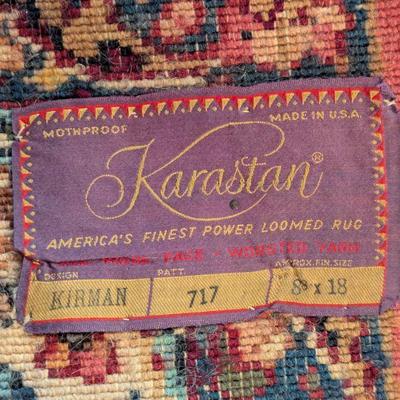 MOTHPROOF MADE IN U.S.A.
Karastan®
AMERICA'S FINEST POWER LOOMED RUG
FACE - WORSTED YARN
DESIGN PATT. APPROX. FIN. SIZE
KIRMAN 717 8⁸ x 18